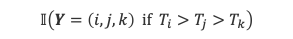 𝕀(𝒀 = (i, j, k) if Tᵢ > Tⱼ > Tₖ)